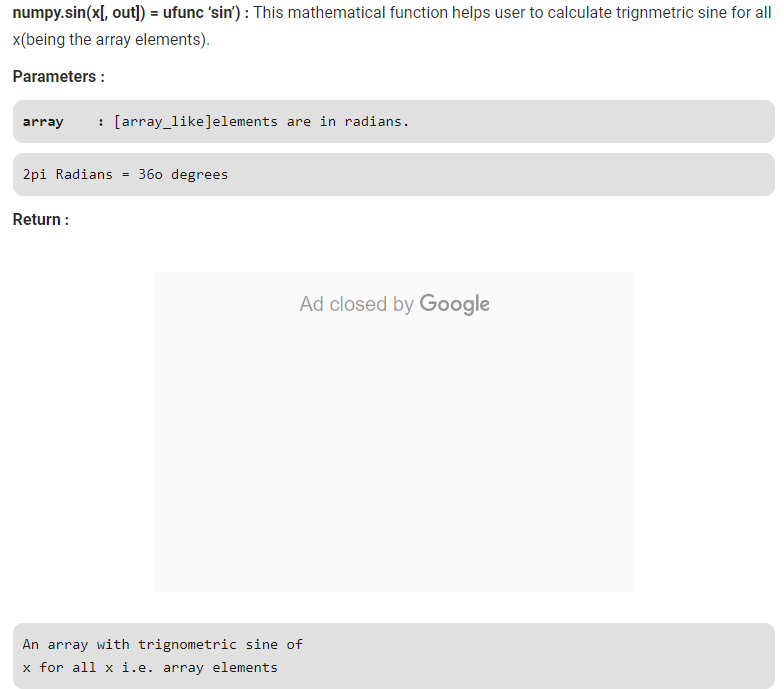 numpy.sin(x[, out]) = ufunc ‘sin’) : This mathematical function helps user to calculate trignmetric sine for all
x(being the array elements).
Parameters :
array    : [array_like]elements are in radians.
2pi Radians = 36o degrees
Return :
Ad closed by Google
An array with trignometric sine of
x for all x i.e. array elements